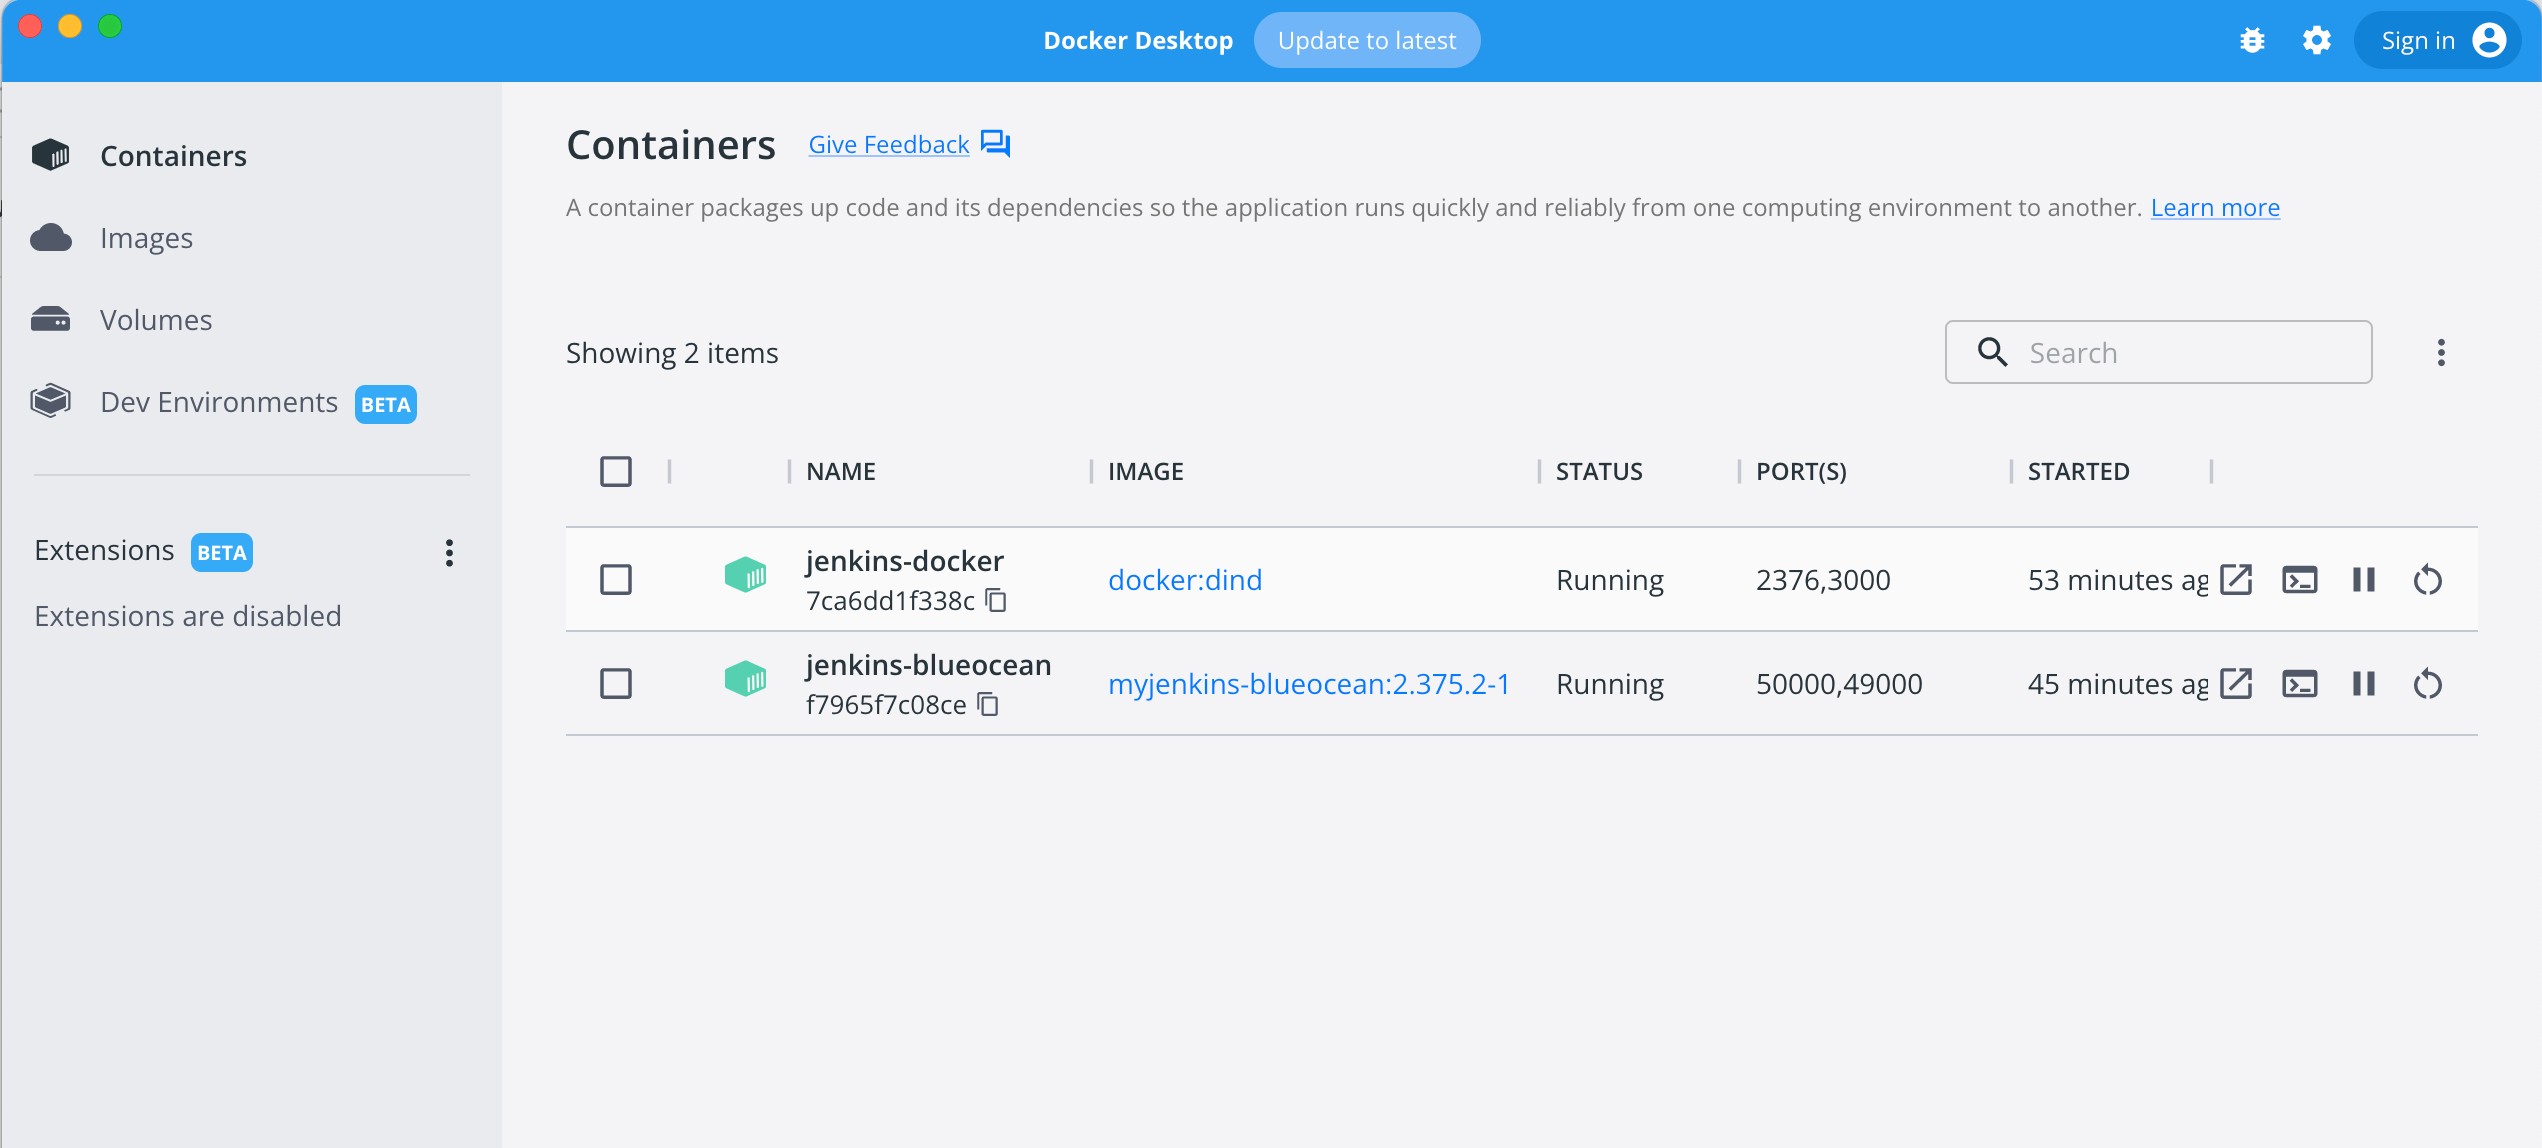 Docker Desktop
Update to latest
Sign in
Containers
Images
Volumes
Dev Environments BETA
Extensions BETA
Extensions are disabled
Containers Give Feedback
A container packages up code and its dependencies so the application runs quickly and reliably from one computing environment to another. Learn more
Showing 2 items
Search
NAME IMAGE STATUS PORT(S) STARTED
jenkins-docker
7ca6dd1f338c
docker:dind Running 2376,3000 53 minutes ag
jenkins-blueocean
f7965f7c08ce
myjenkins-blueocean:2.375.2-1 Running 50000,49000 45 minutes ag